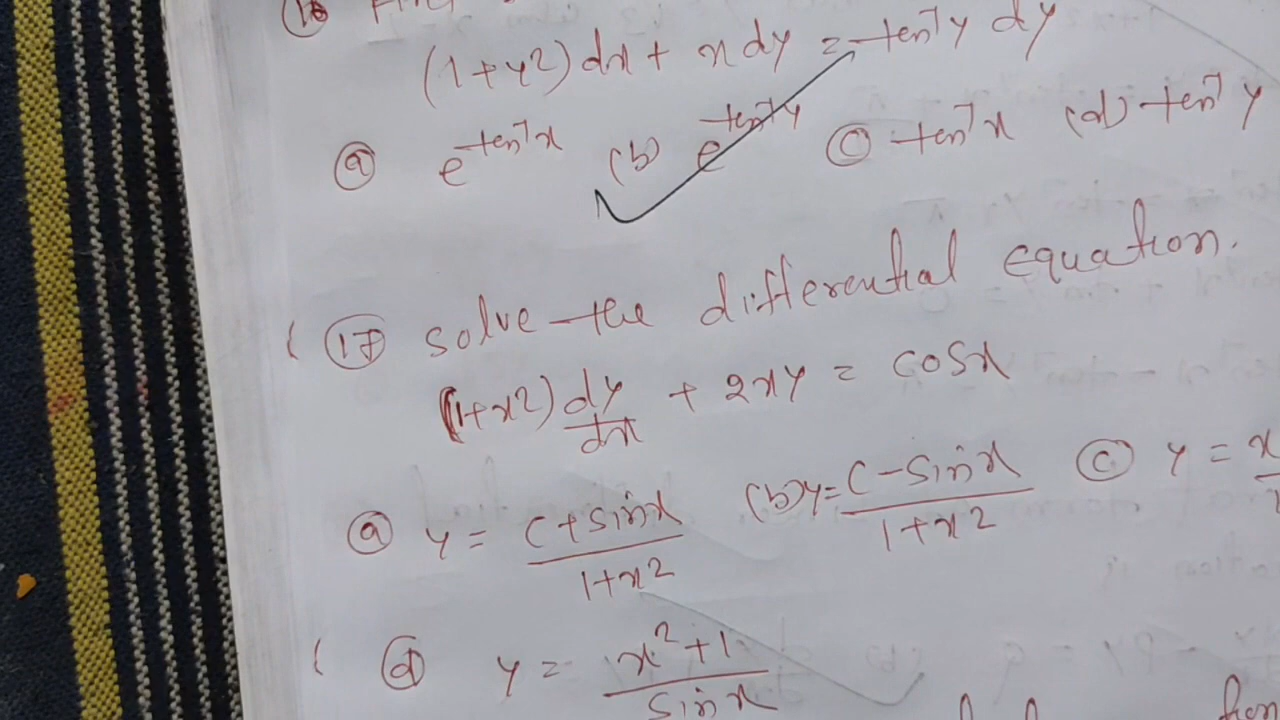 (1+y²)dx + x dy = tan⁻¹y dy
(a) e^tan⁻¹x (b) e^tan⁻¹y (c) tan⁻¹x (d) tan⁻¹y
(17) solve the differential equation.
(1+x²) dy/dx + 2xy = cosx
(a) y = (c+sinx)/(1+x²) (b) y = (c-sinx)/(1+x²) (c) y = x
(d) y = (x²+1)/sinx